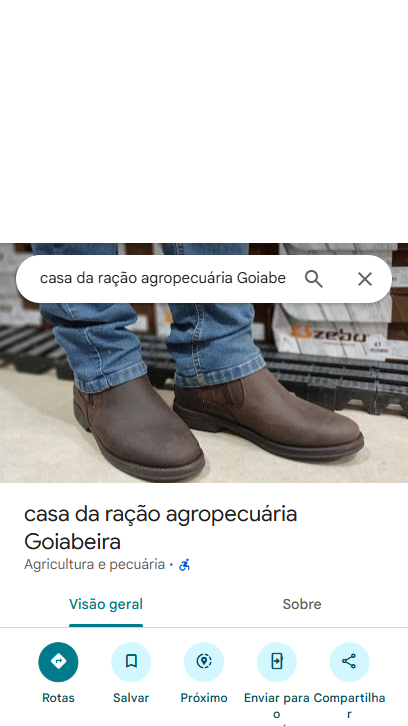 casa da ração agropecuária Goiabe
zebu
casa da ração agropecuária
Goiabeira
Agricultura e pecuária •
Visão geral
Sobre
Rotas
Salvar
Próximo
Enviar para o
Compartilhar